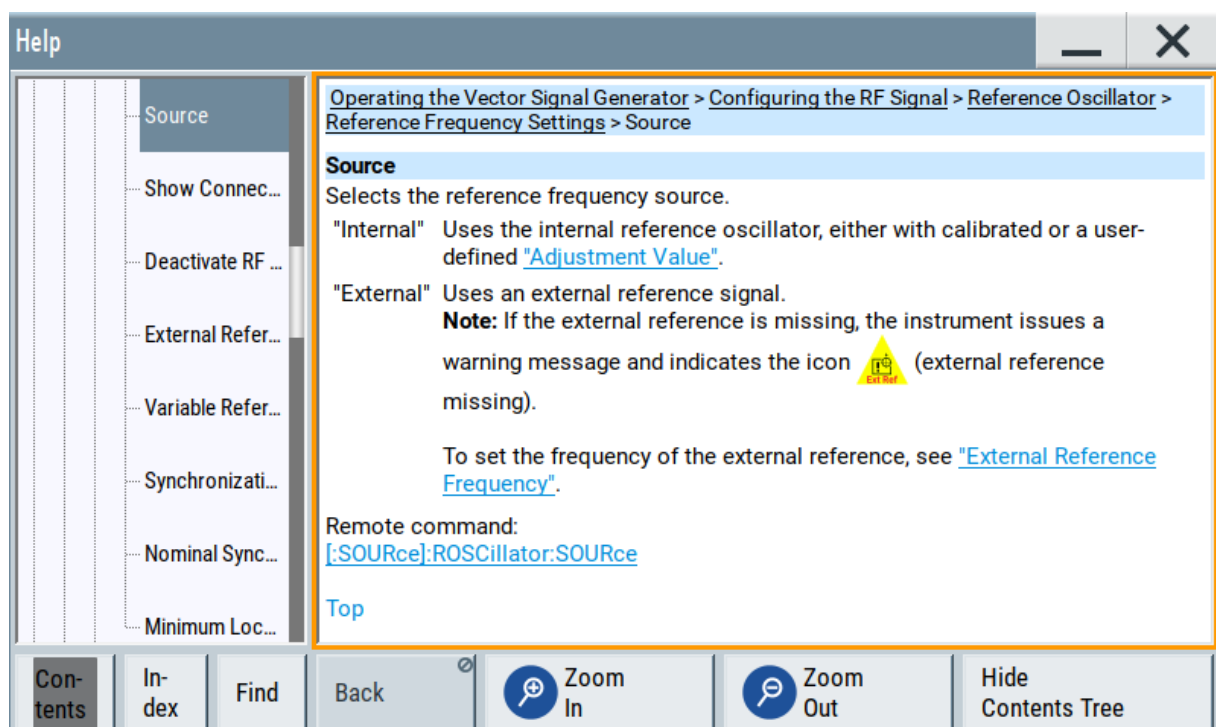 Help
Source
Show Connec...
Deactivate RF ...
External Refer...
Variable Refer...
Synchronizati...
Nominal Sync...
Minimum Loc...
Operating the Vector Signal Generator > Configuring the RF Signal > Reference Oscillator >
Reference Frequency Settings > Source
Source
Selects the reference frequency source.
"Internal" Uses the internal reference oscillator, either with calibrated or a user-
defined "Adjustment Value".
"External" Uses an external reference signal.
Note: If the external reference is missing, the instrument issues a
warning message and indicates the icon Ext Ref (external reference
missing).
To set the frequency of the external reference, see "External Reference
Frequency".
Remote command:
[:SOURce]:ROSCillator:SOURce
Top
Con-
tents
In-
dex
Find
Back
Zoom
In
Zoom
Out
Hide
Contents Tree